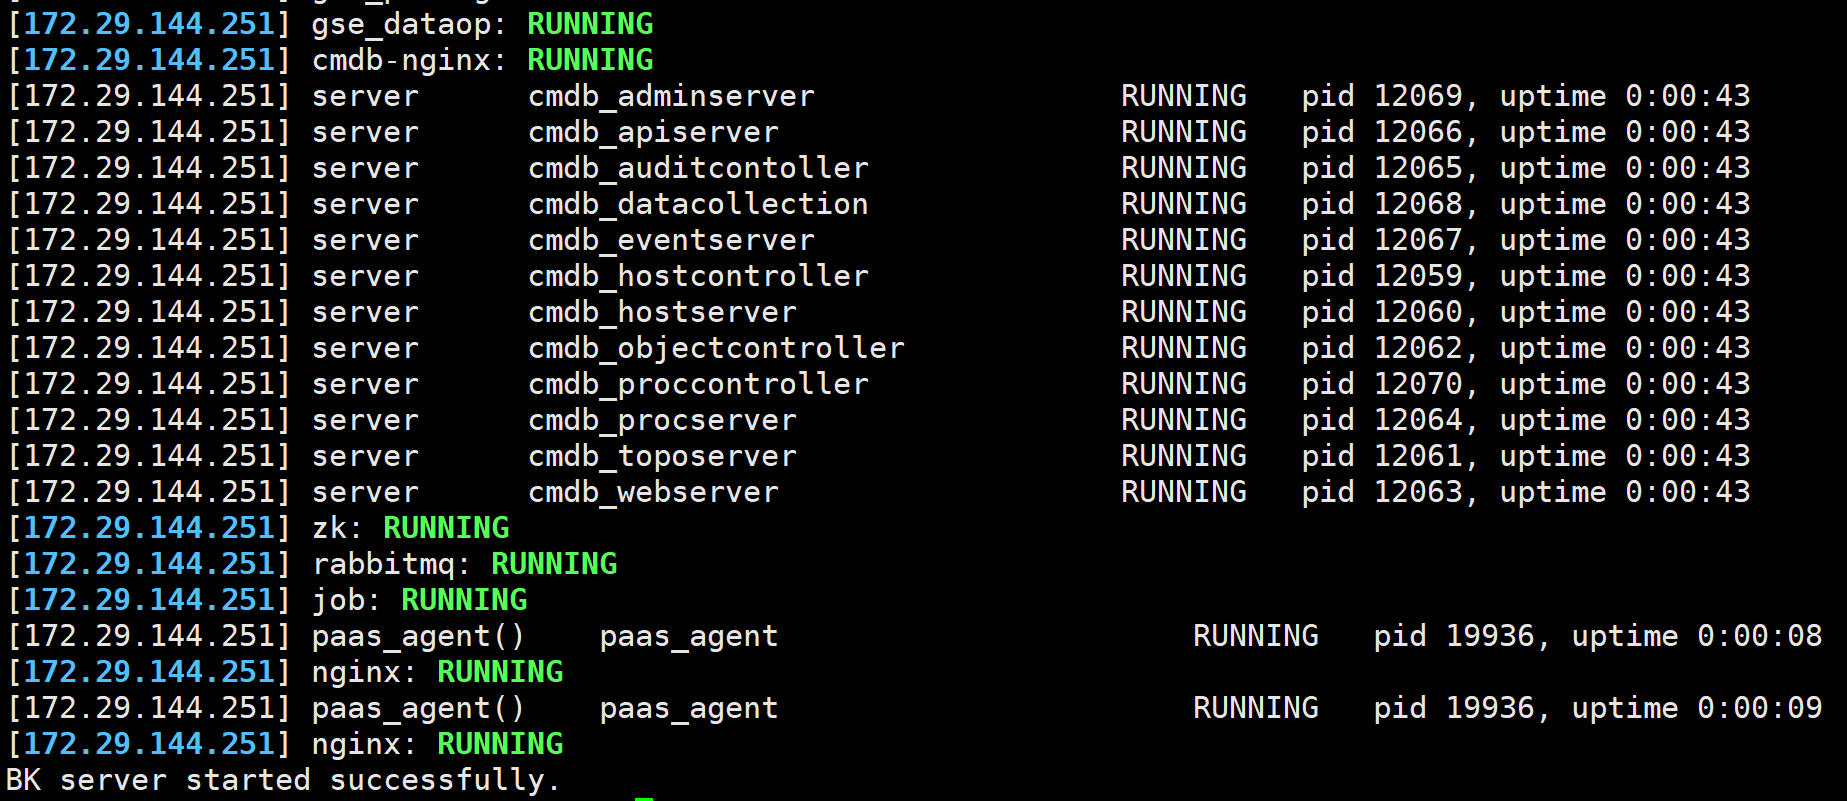 [172.29.144.251] gse_dataop: RUNNING
[172.29.144.251] cmdb-nginx: RUNNING
[172.29.144.251] server      cmdb_adminserver                 RUNNING   pid 12069, uptime 0:00:43
[172.29.144.251] server      cmdb_apiserver                   RUNNING   pid 12066, uptime 0:00:43
[172.29.144.251] server      cmdb_auditcontoller              RUNNING   pid 12065, uptime 0:00:43
[172.29.144.251] server      cmdb_datacollection              RUNNING   pid 12068, uptime 0:00:43
[172.29.144.251] server      cmdb_eventserver                 RUNNING   pid 12067, uptime 0:00:43
[172.29.144.251] server      cmdb_hostcontroller              RUNNING   pid 12059, uptime 0:00:43
[172.29.144.251] server      cmdb_hostserver                  RUNNING   pid 12060, uptime 0:00:43
[172.29.144.251] server      cmdb_objectcontroller            RUNNING   pid 12062, uptime 0:00:43
[172.29.144.251] server      cmdb_proccontroller              RUNNING   pid 12070, uptime 0:00:43
[172.29.144.251] server      cmdb_procserver                  RUNNING   pid 12064, uptime 0:00:43
[172.29.144.251] server      cmdb_toposerver                  RUNNING   pid 12061, uptime 0:00:43
[172.29.144.251] server      cmdb_webserver                   RUNNING   pid 12063, uptime 0:00:43
[172.29.144.251] zk: RUNNING
[172.29.144.251] rabbitmq: RUNNING
[172.29.144.251] job: RUNNING
[172.29.144.251] paas_agent()    paas_agent                       RUNNING   pid 19936, uptime 0:00:08
[172.29.144.251] nginx: RUNNING
[172.29.144.251] paas_agent()    paas_agent                       RUNNING   pid 19936, uptime 0:00:09
[172.29.144.251] nginx: RUNNING
BK server started successfully.